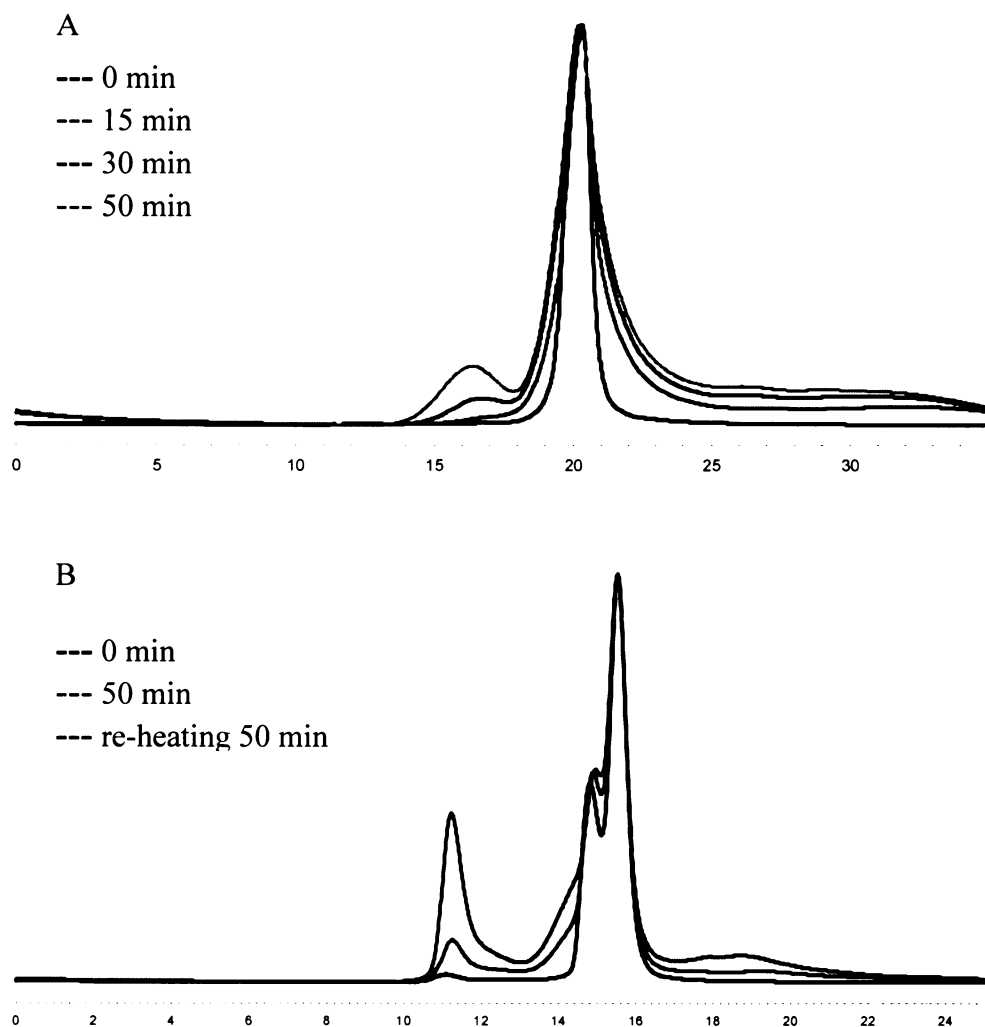 A
--- 0 min
--- 15 min
--- 30 min
--- 50 min
0 5 10 15 20 25 30
B
--- 0 min
--- 50 min
--- re-heating 50 min
0 2 4 6 8 10 12 14 16 18 20 22 24